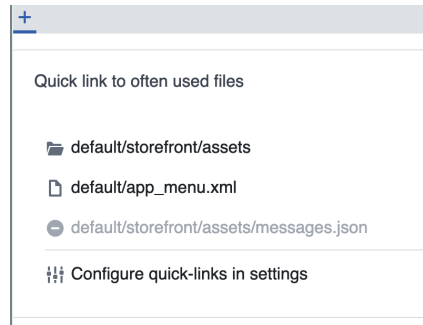 Quick link to often used files
default/storefront/assets
default/app_menu.xml
default/storefront/assets/messages.json
Configure quick-links in settings